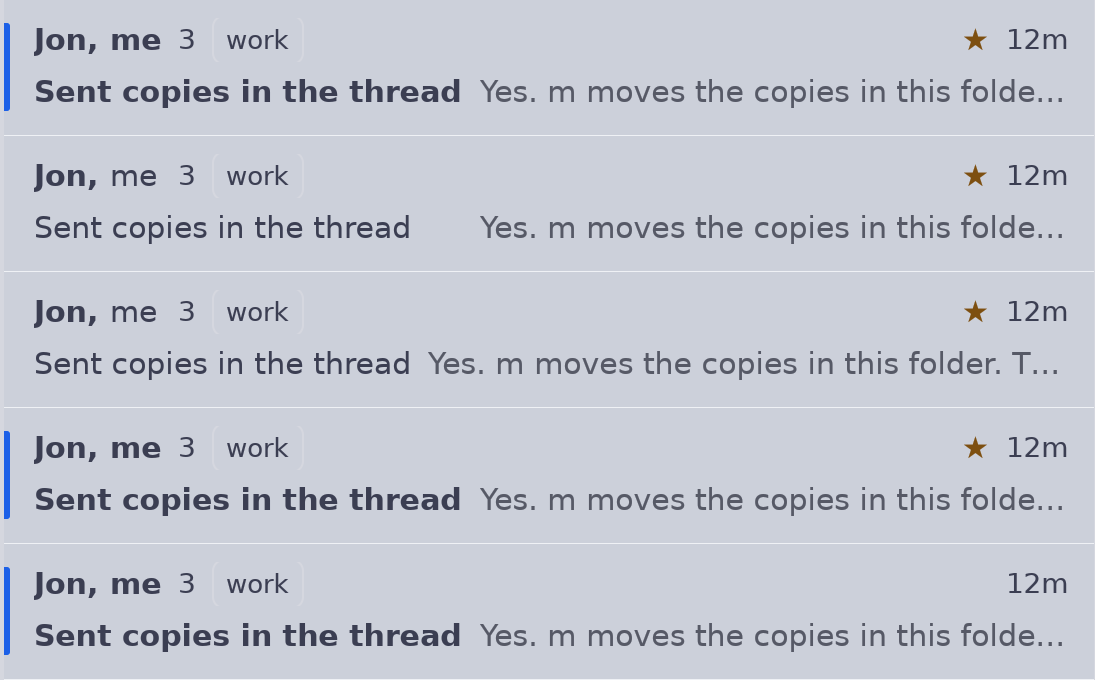 Jon, me 3 work ★ 12m
Sent copies in the thread Yes. m moves the copies in this folde...
Jon, me 3 work ★ 12m
Sent copies in the thread Yes. m moves the copies in this folde...
Jon, me 3 work ★ 12m
Sent copies in the thread Yes. m moves the copies in this folder. T...
Jon, me 3 work ★ 12m
Sent copies in the thread Yes. m moves the copies in this folde...
Jon, me 3 work 12m
Sent copies in the thread Yes. m moves the copies in this folde...